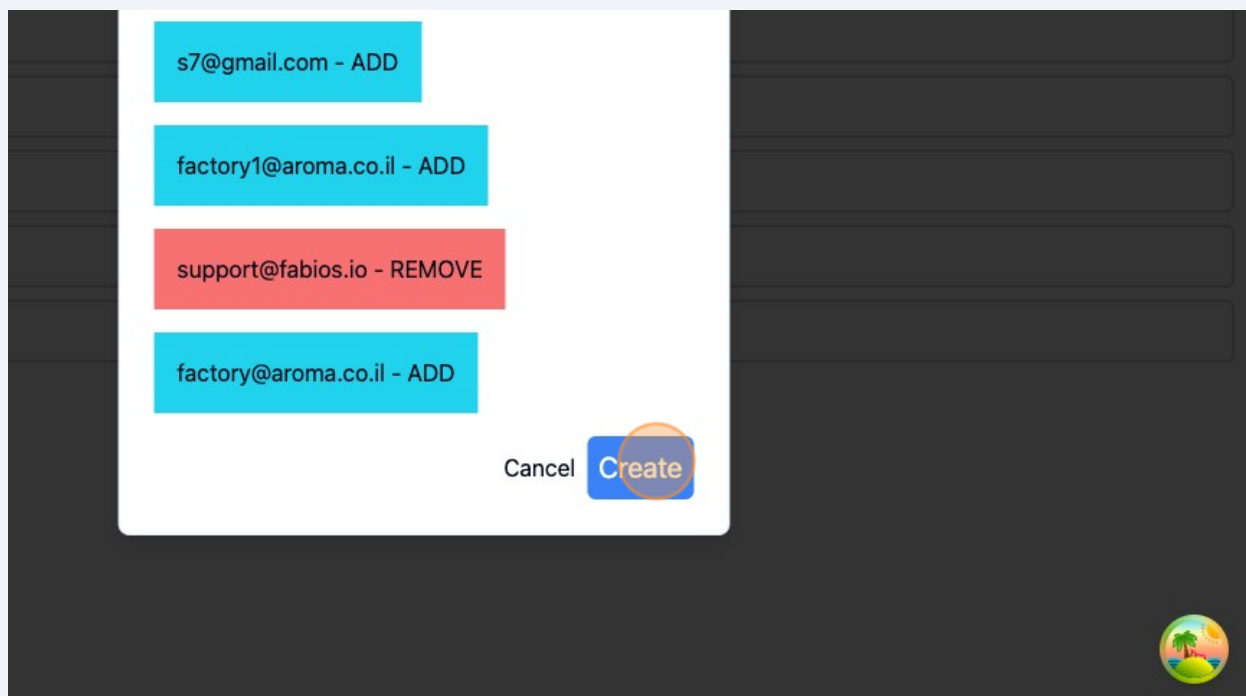 s7@gmail.com - ADD
factory1@aroma.co.il - ADD
support@fabios.io - REMOVE
factory@aroma.co.il - ADD
Cancel Create